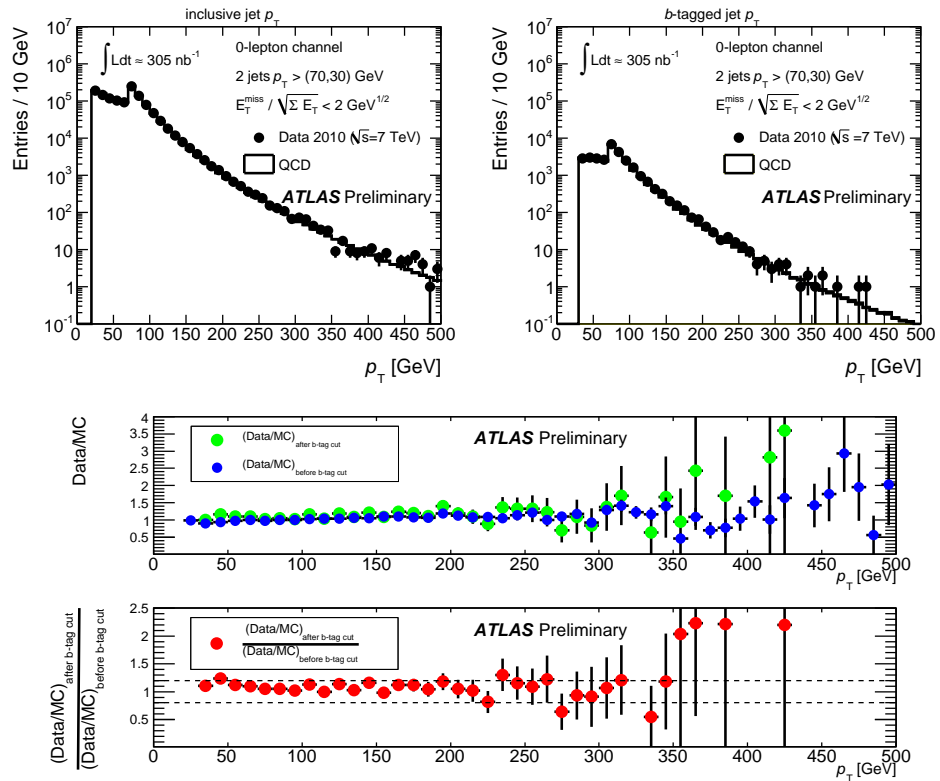 inclusive jet p_T
Entries / 10 GeV
10^7
10^6
10^5
10^4
10^3
10^2
10
1
10^-1
∫ Ldt ≃ 305 nb^-1
0-lepton channel
2 jets p_T > (70,30) GeV
E_T^miss / √Σ E_T < 2 GeV^1/2
Data 2010 (√s=7 TeV)
QCD
ATLAS Preliminary
0 50 100 150 200 250 300 350 400 450 500
p_T [GeV]
b-tagged jet p_T
Entries / 10 GeV
10^7
10^6
10^5
10^4
10^3
10^2
10
1
10^-1
∫ Ldt ≃ 305 nb^-1
0-lepton channel
2 jets p_T > (70,30) GeV
E_T^miss / √Σ E_T < 2 GeV^1/2
Data 2010 (√s=7 TeV)
QCD
ATLAS Preliminary
0 50 100 150 200 250 300 350 400 450 500
p_T [GeV]
Data/MC
4
3.5
3
2.5
2
1.5
1
0.5
(Data/MC)_after b-tag cut
(Data/MC)_before b-tag cut
ATLAS Preliminary
0 50 100 150 200 250 300 350 400 450 500
p_T [GeV]
(Data/MC)_after b-tag cut
(Data/MC)_before b-tag cut
2.5
2
1.5
1
0.5
(Data/MC)_after b-tag cut
(Data/MC)_before b-tag cut
ATLAS Preliminary
0 50 100 150 200 250 300 350 400 450 500
p_T [GeV]